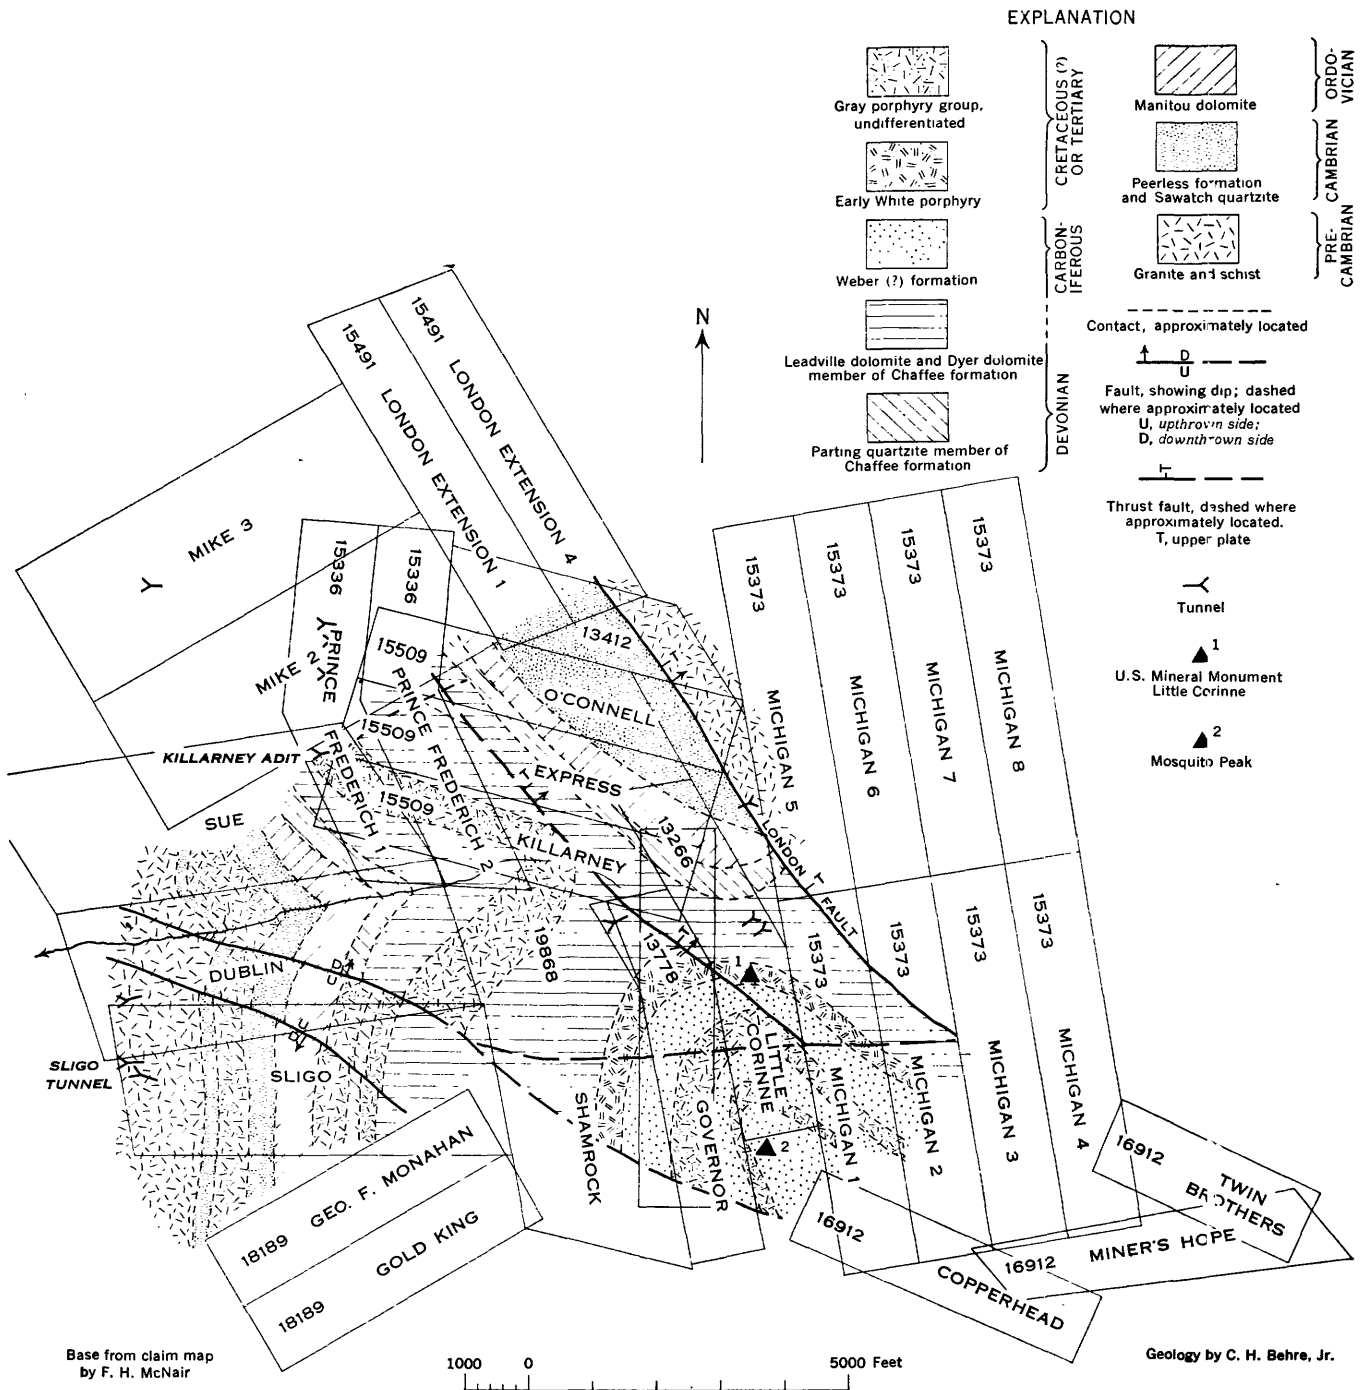 EXPLANATION
Gray porphyry group,
undifferentiated
Early White porphyry
CRETACEOUS (?)
OR TERTIARY
Weber (?) formation
CARBON-
IFEROUS
Leadville dolomite and Dyer dolomite
member of Chaffee formation
Parting quartzite member of
Chaffee formation
DEVONIAN
Manitou dolomite
ORDO-
VICIAN
Peerless formation
and Sawatch quartzite
CAMBRIAN
Granite and schist
PRE-
CAMBRIAN
Contact, approximately located
D
U
Fault, showing dip; dashed
where approximately located
U, upthrown side;
D, downthrown side
T
Thrust fault, dashed where
approximately located.
T, upper plate
Tunnel
1
U.S. Mineral Monument
Little Corinne
2
Mosquito Peak
N
15491 LONDON EXTENSION 4
15491 LONDON EXTENSION 1
MIKE 3
MIKE 2
15336
PRINCE
FREDERICH
15336
PRINCE FREDERICH 2
15509
15509
15509
KILLARNEY ADIT
SUE
13412
O'CONNELL
T
EXPRESS
T
KILLARNEY
13266
LONDON FAULT
T
15373
MICHIGAN 5
15373
MICHIGAN 6
15373
MICHIGAN 7
15373
MICHIGAN 8
15373
MICHIGAN 1
15373
MICHIGAN 2
15373
MICHIGAN 3
15373
MICHIGAN 4
19868
SHAMROCK
13778
T
GOVERNOR
1
LITTLE
CORINNE
2
DUBLIN
D
U
U
D
SLIGO
SLIGO
TUNNEL
18189 GEO. F. MONAHAN
18189 GOLD KING
16912
COPPERHEAD
16912 MINER'S HOPE
16912
TWIN
BROTHERS
Base from claim map
by F. H. McNair
1000 0 5000 Feet
Geology by C. H. Behre, Jr.